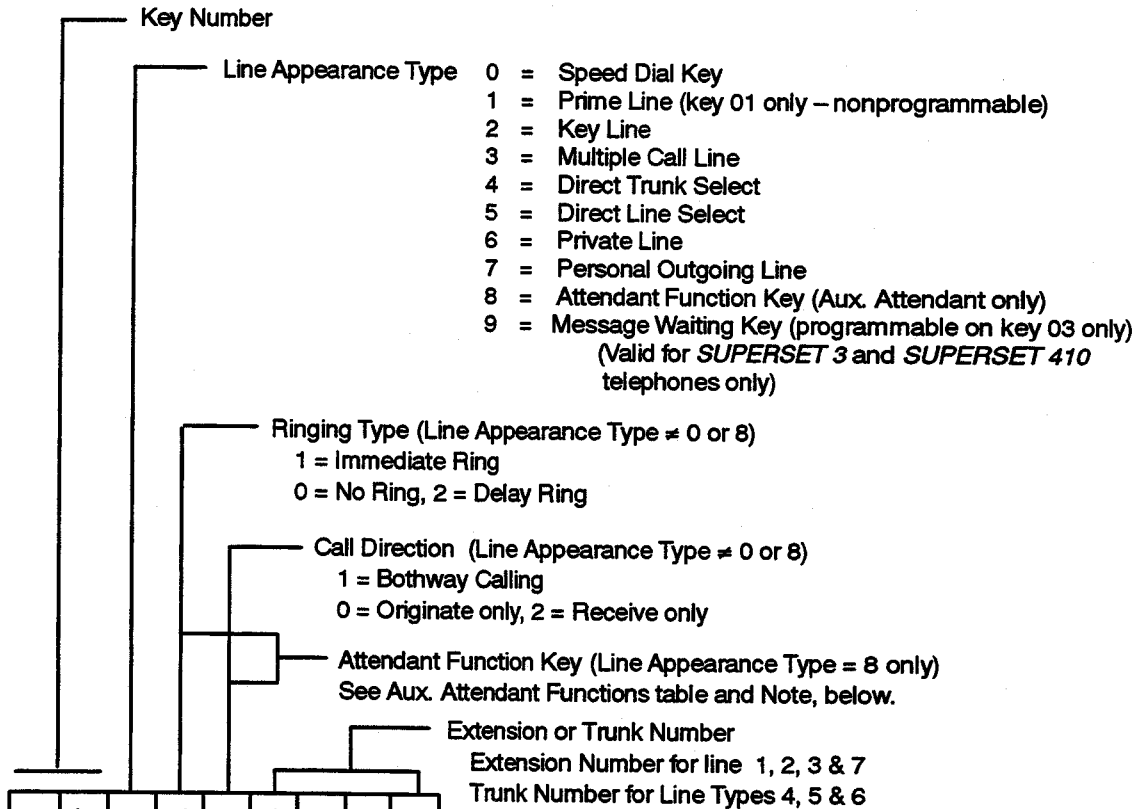 Key Number
Line Appearance Type 0 = Speed Dial Key
1 = Prime Line (key 01 only – nonprogrammable)
2 = Key Line
3 = Multiple Call Line
4 = Direct Trunk Select
5 = Direct Line Select
6 = Private Line
7 = Personal Outgoing Line
8 = Attendant Function Key (Aux. Attendant only)
9 = Message Waiting Key (programmable on key 03 only)
(Valid for SUPERSET 3 and SUPERSET 410
telephones only)
Ringing Type (Line Appearance Type ≠ 0 or 8)
1 = Immediate Ring
0 = No Ring, 2 = Delay Ring
Call Direction (Line Appearance Type ≠ 0 or 8)
1 = Bothway Calling
0 = Originate only, 2 = Receive only
Attendant Function Key (Line Appearance Type = 8 only)
See Aux. Attendant Functions table and Note, below.
Extension or Trunk Number
Extension Number for line 1, 2, 3 & 7
Trunk Number for Line Types 4, 5 & 6